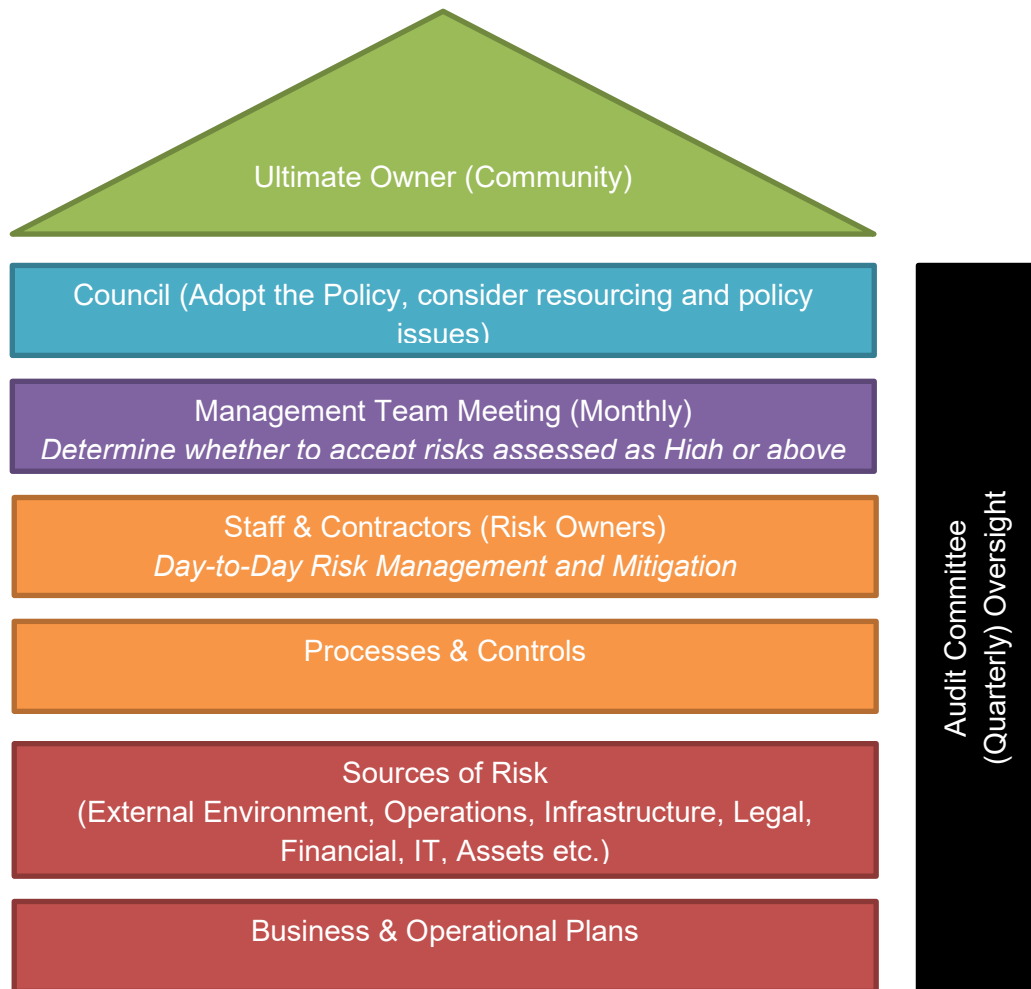 Ultimate Owner (Community)
Council (Adopt the Policy, consider resourcing and policy
issues)
Management Team Meeting (Monthly)
Determine whether to accept risks assessed as High or above
Staff & Contractors (Risk Owners)
Day-to-Day Risk Management and Mitigation
Processes & Controls
Sources of Risk
(External Environment, Operations, Infrastructure, Legal,
Financial, IT, Assets etc.)
Business & Operational Plans
Audit Committee
(Quarterly) Oversight